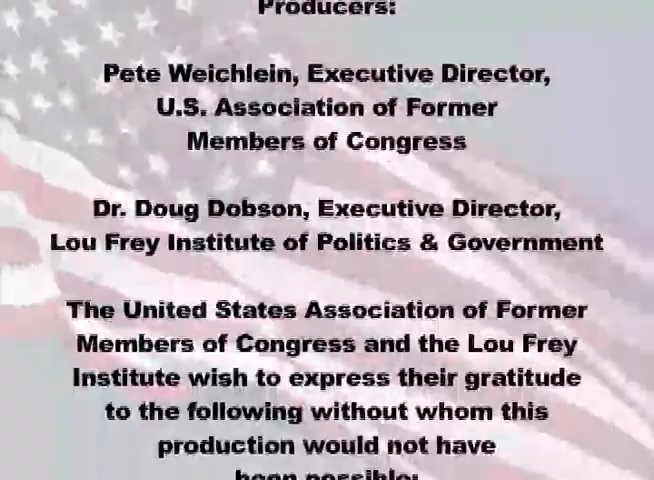 Producers:
Pete Weichlein, Executive Director,
U.S. Association of Former
Members of Congress
Dr. Doug Dobson, Executive Director,
Lou Frey Institute of Politics & Government
The United States Association of Former
Members of Congress and the Lou Frey
Institute wish to express their gratitude
to the following without whom this
production would not have
been possible: